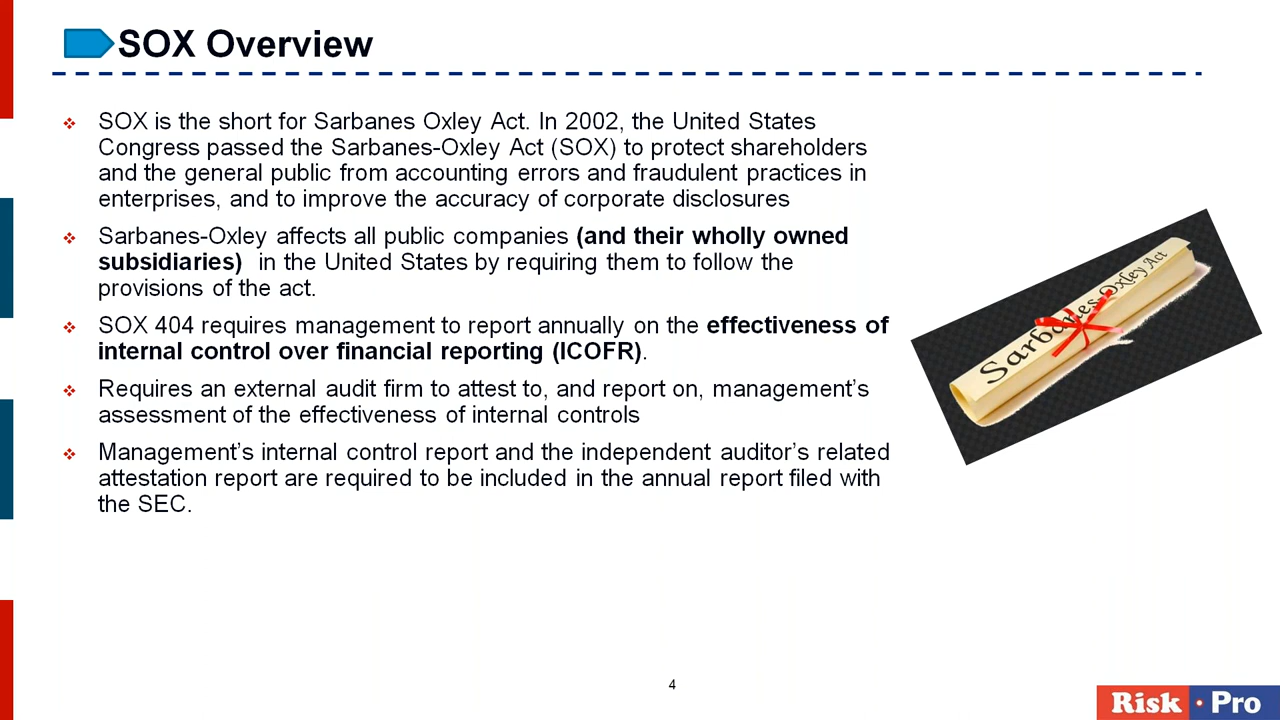 SOX Overview
SOX is the short for Sarbanes Oxley Act. In 2002, the United States
Congress passed the Sarbanes-Oxley Act (SOX) to protect shareholders
and the general public from accounting errors and fraudulent practices in
enterprises, and to improve the accuracy of corporate disclosures
Sarbanes-Oxley affects all public companies (and their wholly owned
subsidiaries) in the United States by requiring them to follow the
provisions of the act.
SOX 404 requires management to report annually on the effectiveness of
internal control over financial reporting (ICOFR).
Requires an external audit firm to attest to, and report on, management’s
assessment of the effectiveness of internal controls
Management’s internal control report and the independent auditor’s related
attestation report are required to be included in the annual report filed with
the SEC.
Sarbanes Oxley Act
4
Risk • Pro